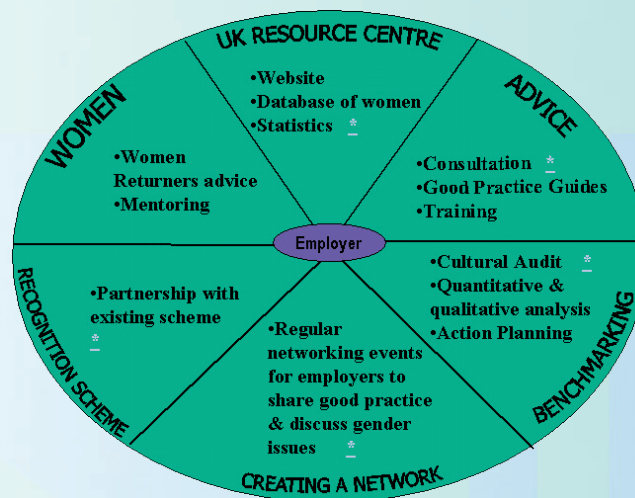 UK RESOURCE CENTRE
•Website
•Database of women
•Statistics *
ADVICE
•Consultation *
•Good Practice Guides
•Training
BENCHMARKING
•Cultural Audit *
•Quantitative &
qualitative analysis
•Action Planning
CREATING A NETWORK
•Regular
networking events
for employers to
share good practice
& discuss gender
issues *
RECOGNITION SCHEME
•Partnership with
existing scheme
*
WOMEN
•Women
Returners advice
•Mentoring
Employer